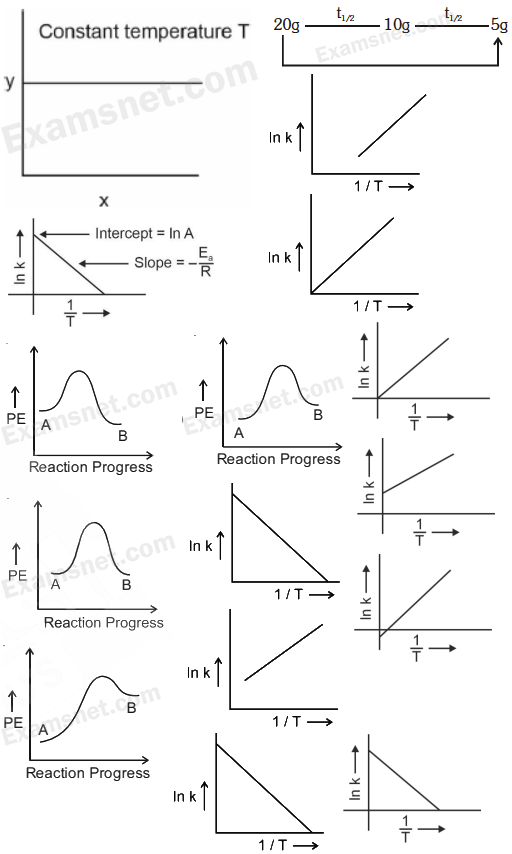 Constant temperature T
y
x
Examsnet.com
20g t1/2 10g t1/2 5g
Examsnet.com
ln k
1 / T
Intercept = ln A
Slope = - Ea/R
ln k
1/T
ln k
1 / T
PE
A
B
Reaction Progress
Examsnet.com
PE
A
B
Reaction Progress
Examsnet.com
ln k
1/T
ln k
1/T
PE
A
B
Reaction Progress
Examsnet.com
ln k
1 / T
ln k
1/T
PE
A
B
Reaction Progress
Examsnet.com
ln k
1 / T
ln k
1 / T
ln k
1/T